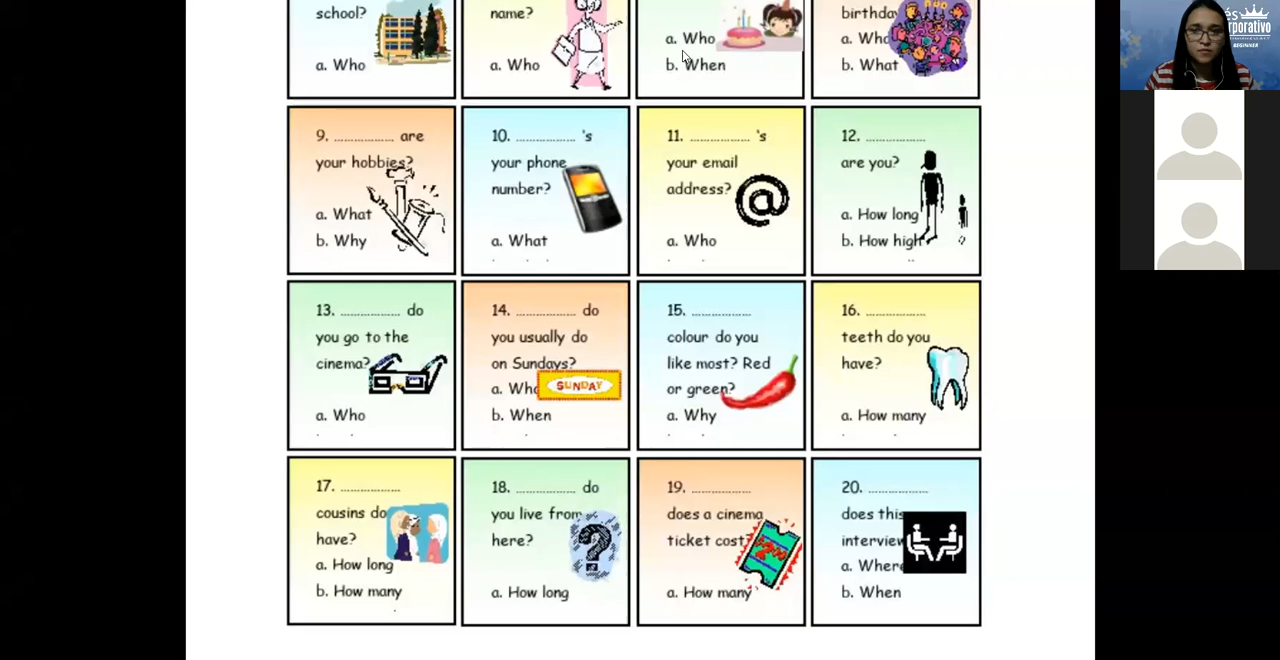 school?
a. Who
name?
a. Who
a. Who
b. When
birthday
a. Who
b. What
9. ................ are
your hobbies?
a. What
b. Why
10. ................ 's
your phone
number?
a. What
11. ................ 's
your email
address?
a. Who
12. ................
are you?
a. How long
b. How high
13. ................ do
you go to the
cinema?
a. Who
14. ................ do
you usually do
on Sundays?
a. Who
b. When
SUNDAY
15. ................
colour do you
like most? Red
or green?
a. Why
16. ................
teeth do you
have?
a. How many
17. ................
cousins do
have?
a. How long
b. How many
18. ................ do
you live from
here?
a. How long
19. ................
does a cinema
ticket cost
a. How many
20. ................
does this
interview
a. Where
b. When
BEGINNER